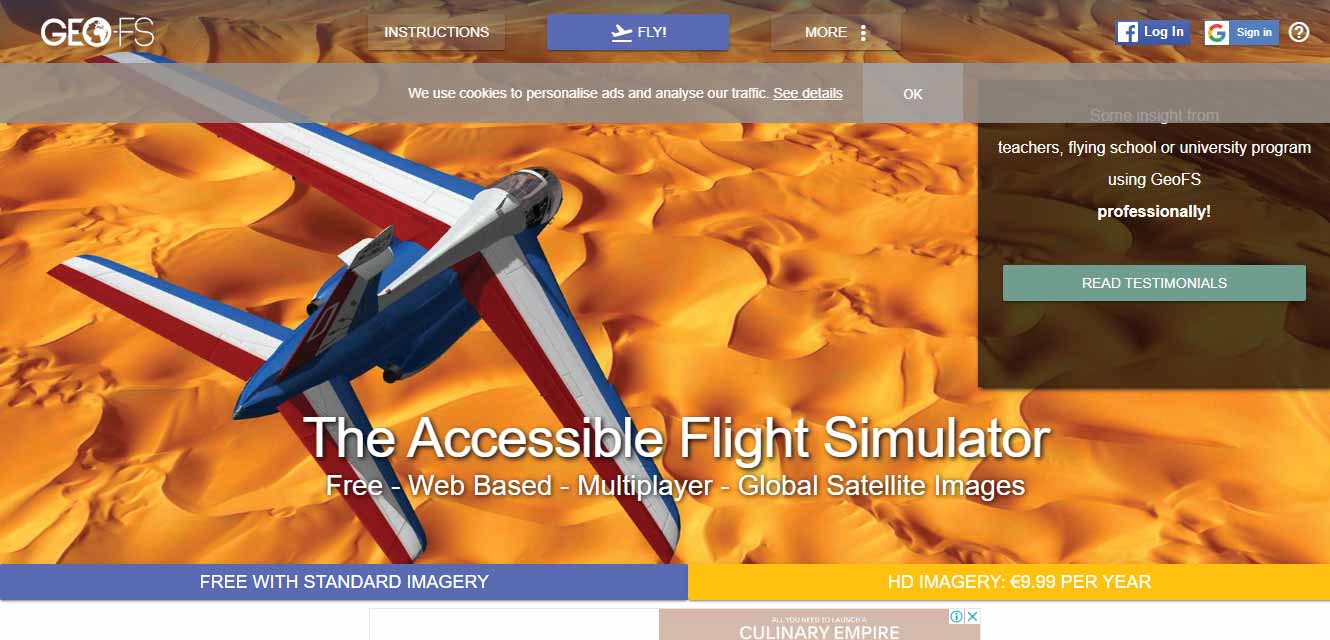 GEO-FS
INSTRUCTIONS
FLY!
MORE
Log In
Sign in
We use cookies to personalise ads and analyse our traffic. See details
OK
Some insight from
teachers, flying school or university program
using GeoFS
professionally!
READ TESTIMONIALS
The Accessible Flight Simulator
Free - Web Based - Multiplayer - Global Satellite Images
FREE WITH STANDARD IMAGERY
HD IMAGERY: €9.99 PER YEAR
ALL YOU NEED TO LAUNCH A
CULINARY EMPIRE